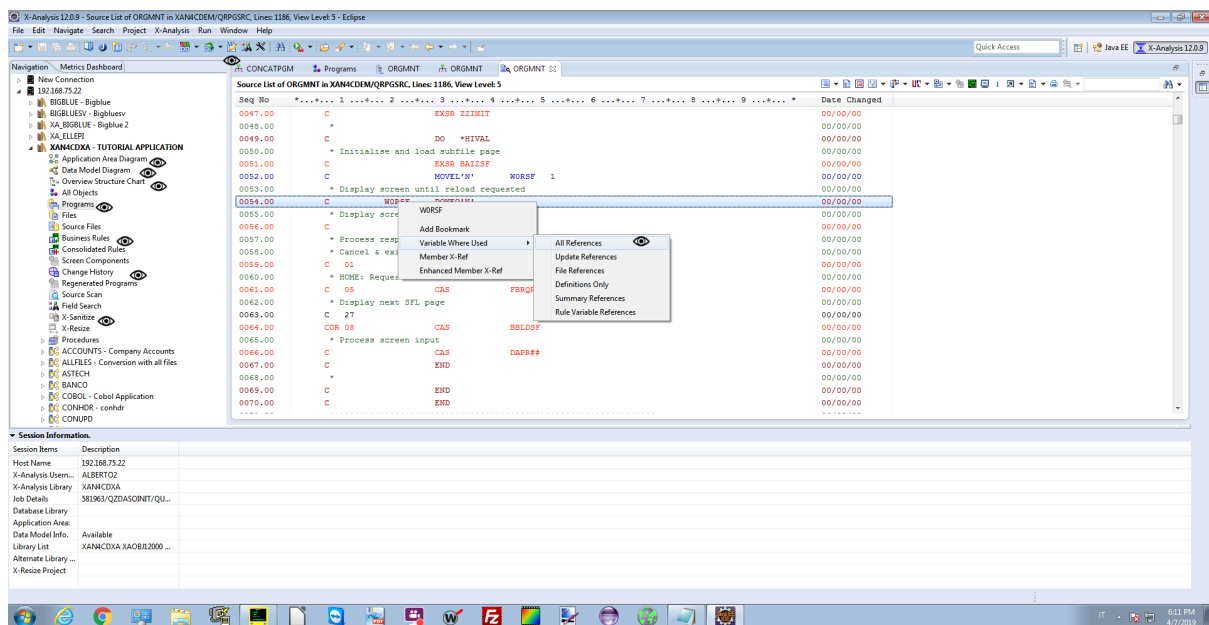 X-Analysis 12.0.9 - Source List of ORGMNT in XAN4CDEM/QRPGSRC, Lines: 1186, View Level: 5 - Eclipse
File Edit Navigate Search Project X-Analysis Run Window Help
Quick Access Java EE X-Analysis 12.0.9
Navigation Metrics Dashboard
CONCATPGM Programs ORGMNT ORGMNT ORGMNT
New Connection
192.168.75.22
BIGBLUE - Bigblue
BIGBLUESV - Bigbluesv
XA_BIGBLUE - Bigblue 2
XA_ELLEPI
XAN4CDXA - TUTORIAL APPLICATION
Application Area Diagram
Data Model Diagram
Overview Structure Chart
All Objects
Programs
Files
Source Files
Business Rules
Consolidated Rules
Screen Components
Change History
Regenerated Programs
Source Scan
Field Search
X-Sanitize
X-Resize
Procedures
ACCOUNTS - Company Accounts
ALLFILES - Conversion with all files
ASTECH
BANCO
COBOL - Cobol Application
CONHDR - conhdr
CONUPD
Source List of ORGMNT in XAN4CDEM/QRPGSRC, Lines: 1186, View Level: 5
Seq No *...+... 1 ...+... 2 ...+... 3 ...+... 4 ...+... 5 ...+... 6 ...+... 7 ...+... 8 ...+... 9 ...+... * Date Changed
0047.00 C EXSR ZZINIT 00/00/00
0048.00 * 00/00/00
0049.00 C DO *HIVAL 00/00/00
0050.00 * Initialise and load subfile page 00/00/00
0051.00 C EXSR BAIZSF 00/00/00
0052.00 C MOVEL'N' W0RSF 1 00/00/00
0053.00 * Display screen until reload requested 00/00/00
0054.00 C W0RSF DOWEQ'N' 00/00/00
0055.00 * Display scre 00/00/00
0056.00 C 00/00/00
0057.00 * Process resp 00/00/00
0058.00 * Cancel & exi 00/00/00
0059.00 C 01 00/00/00
0060.00 * HOME: Reques 00/00/00
0061.00 C 05 CAS FBRQR 00/00/00
0062.00 * Display next SFL page 00/00/00
0063.00 C 27 00/00/00
0064.00 COR 08 CAS BBLDSF 00/00/00
0065.00 * Process screen input 00/00/00
0066.00 C CAS DAPR## 00/00/00
0067.00 C END 00/00/00
0068.00 * 00/00/00
0069.00 C END 00/00/00
0070.00 C END 00/00/00
W0RSF
Add Bookmark
Variable Where Used
Member X-Ref
Enhanced Member X-Ref
All References
Update References
File References
Definitions Only
Summary References
Rule Variable References
Session Information.
Session Items Description
Host Name 192.168.75.22
X-Analysis Usern... ALBERTO2
X-Analysis Library XAN4CDXA
Job Details 581963/QZDASOINIT/QU...
Database Library
Application Area:
Data Model Info. Available
Library List XAN4CDXA XAOBJ12000 ...
Alternate Library ...
X-Resize Project
IT 6:11 PM
4/7/2019